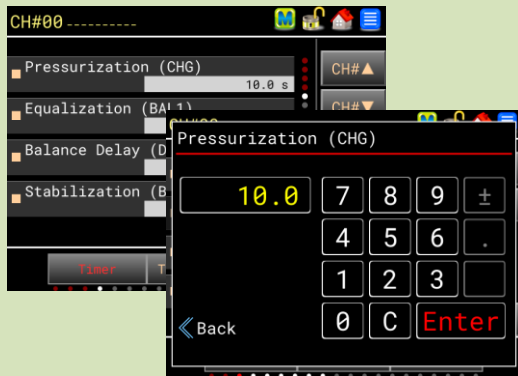 CH#00 ----------
M
Pressurization (CHG)
10.0 s
CH#▲
Equalization (BAL1)
CH#▼
Balance Delay (D
Stabilization (B
Timer
T
Pressurization (CHG)
10.0
7 8 9 ±
4 5 6 .
1 2 3
0 C Enter
Back